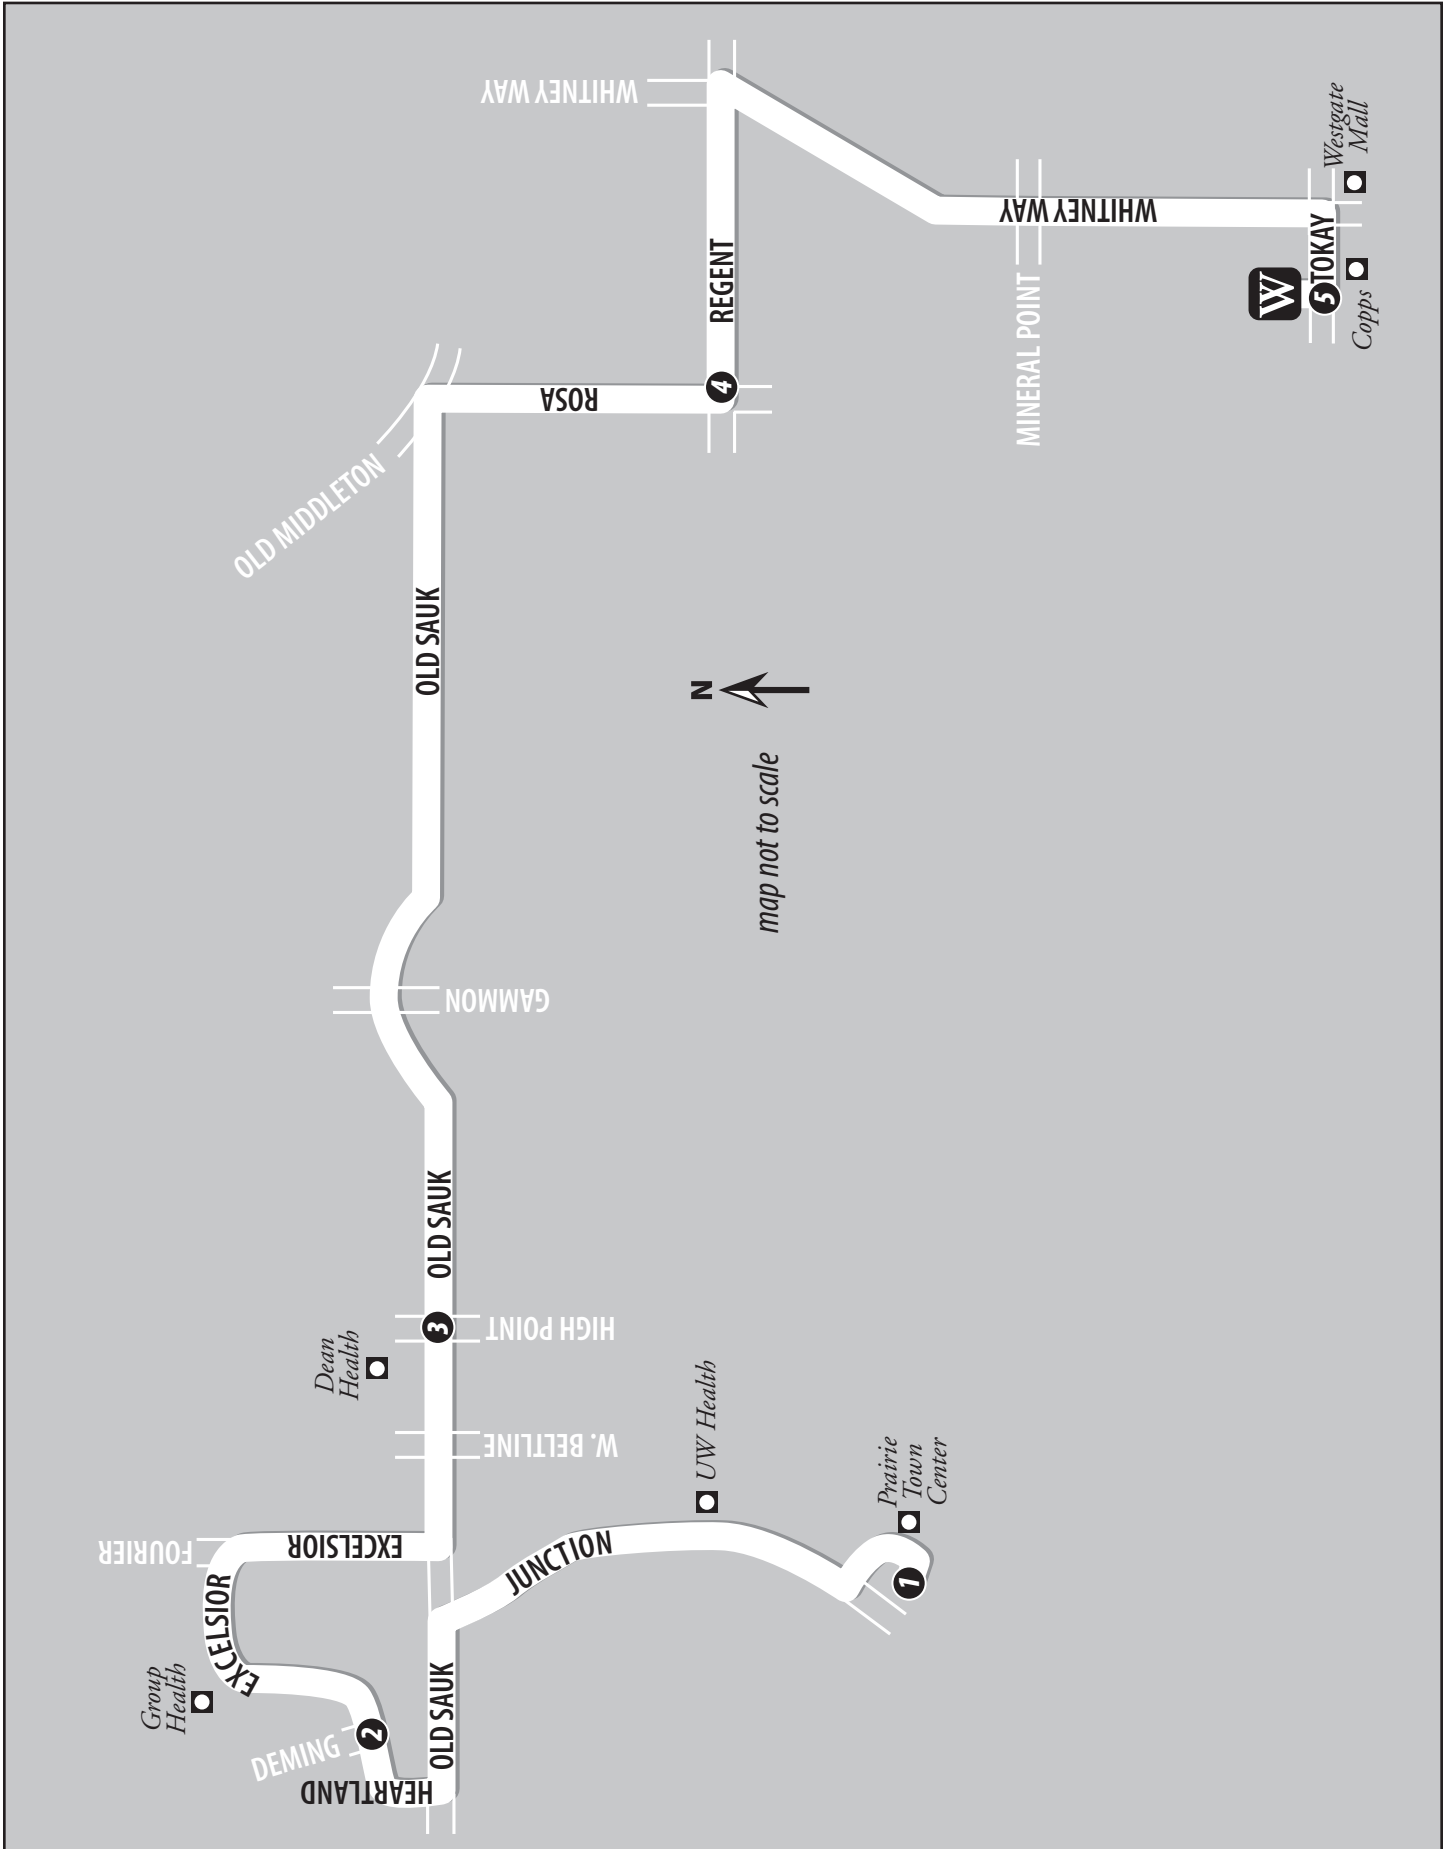 WHITNEY WAY
WHITNEY WAY
Westgate
Mall
TOKAY
W
5
Copps
REGENT
MINERAL POINT
ROSA
4
OLD MIDDLETON
OLD SAUK
N
map not to scale
GAMMON
OLD SAUK
3
HIGH POINT
Dean
Health
W. BELTLINE
UW Health
Prairie
Town
Center
1
JUNCTION
FOURIER
EXCELSIOR
EXCELSIOR
Group
Health
DEMING
2
OLD SAUK
HEARTLAND